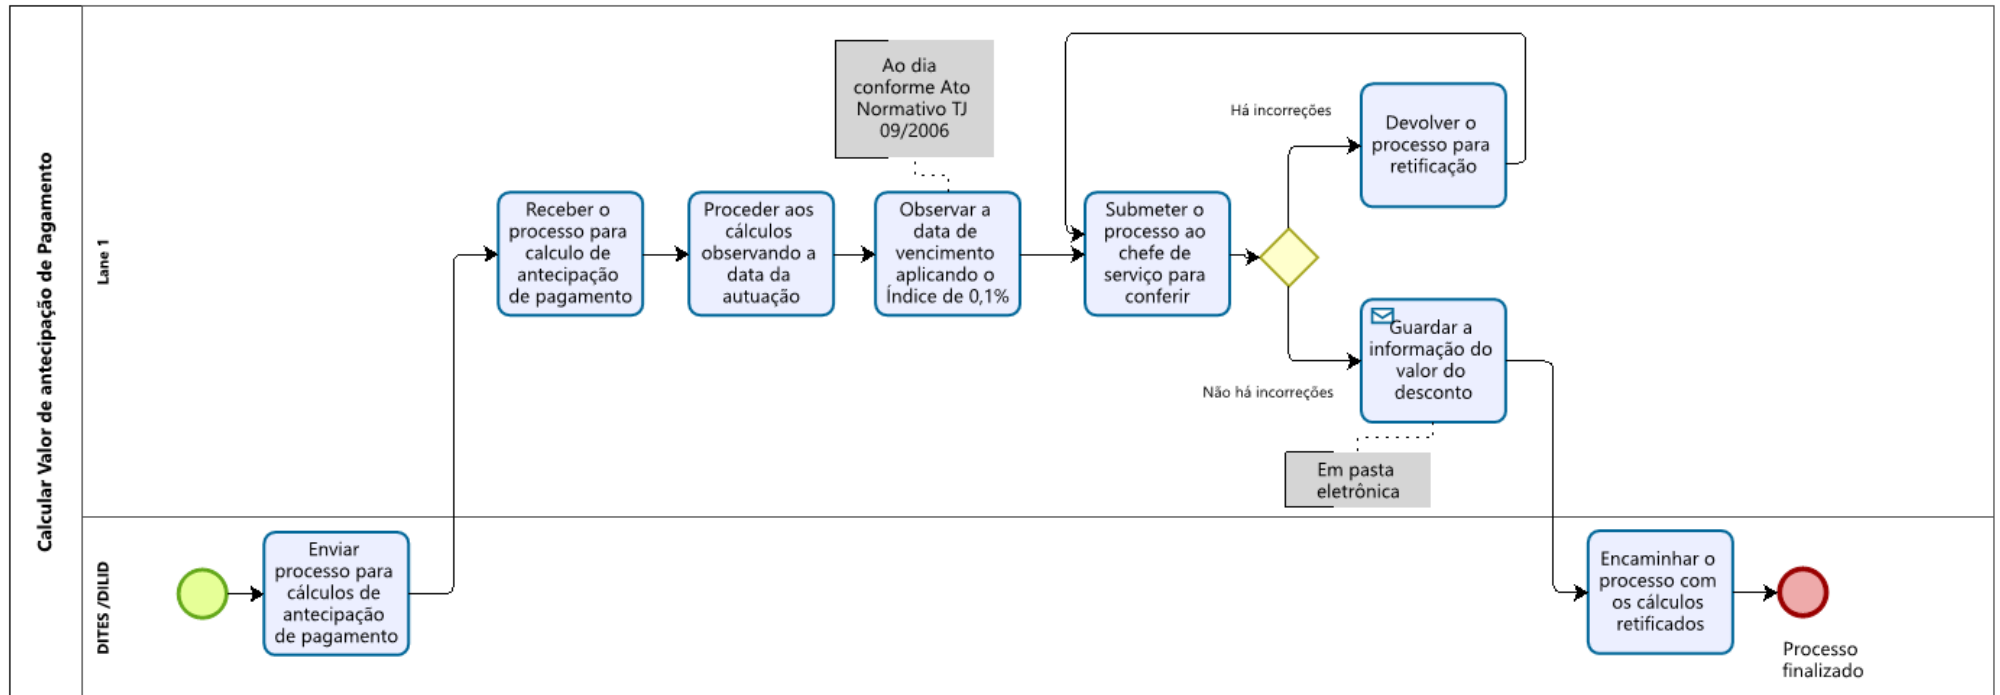 Calcular Valor de antecipação de Pagamento
Lane 1
Ao dia
conforme Ato
Normativo TJ
09/2006
Receber o
processo para
calculo de
antecipação
de pagamento
Proceder aos
cálculos
observando a
data da
autuação
Observar a
data de
vencimento
aplicando o
Índice de 0,1%
Submeter o
processo ao
chefe de
serviço para
conferir
Há incorreções
Devolver o
processo para
retificação
Não há incorreções
Guardar a
informação do
valor do
desconto
Em pasta
eletrônica
DITES /DILID
Enviar
processo para
cálculos de
antecipação
de pagamento
Encaminhar o
processo com
os cálculos
retificados
Processo
finalizado